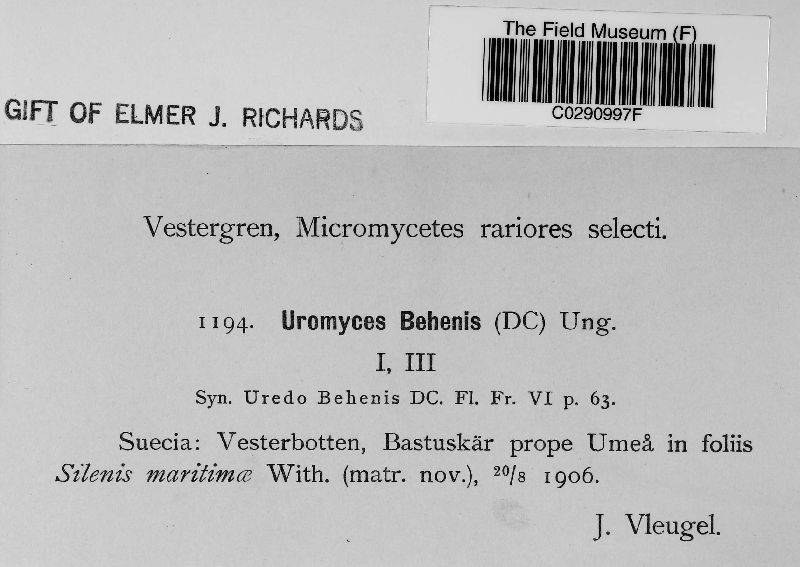 The Field Museum (F)
C0290997F
GIFT OF ELMER J. RICHARDS
Vestergren, Micromycetes rariores selecti.
1194. Uromyces Behenis (DC) Ung.
I, III
Syn. Uredo Behenis DC. Fl. Fr. VI p. 63.
Suecia: Vesterbotten, Bastuskär prope Umeå in foliis
Silenis maritimæ With. (matr. nov.), 20/8 1906.
J. Vleugel.